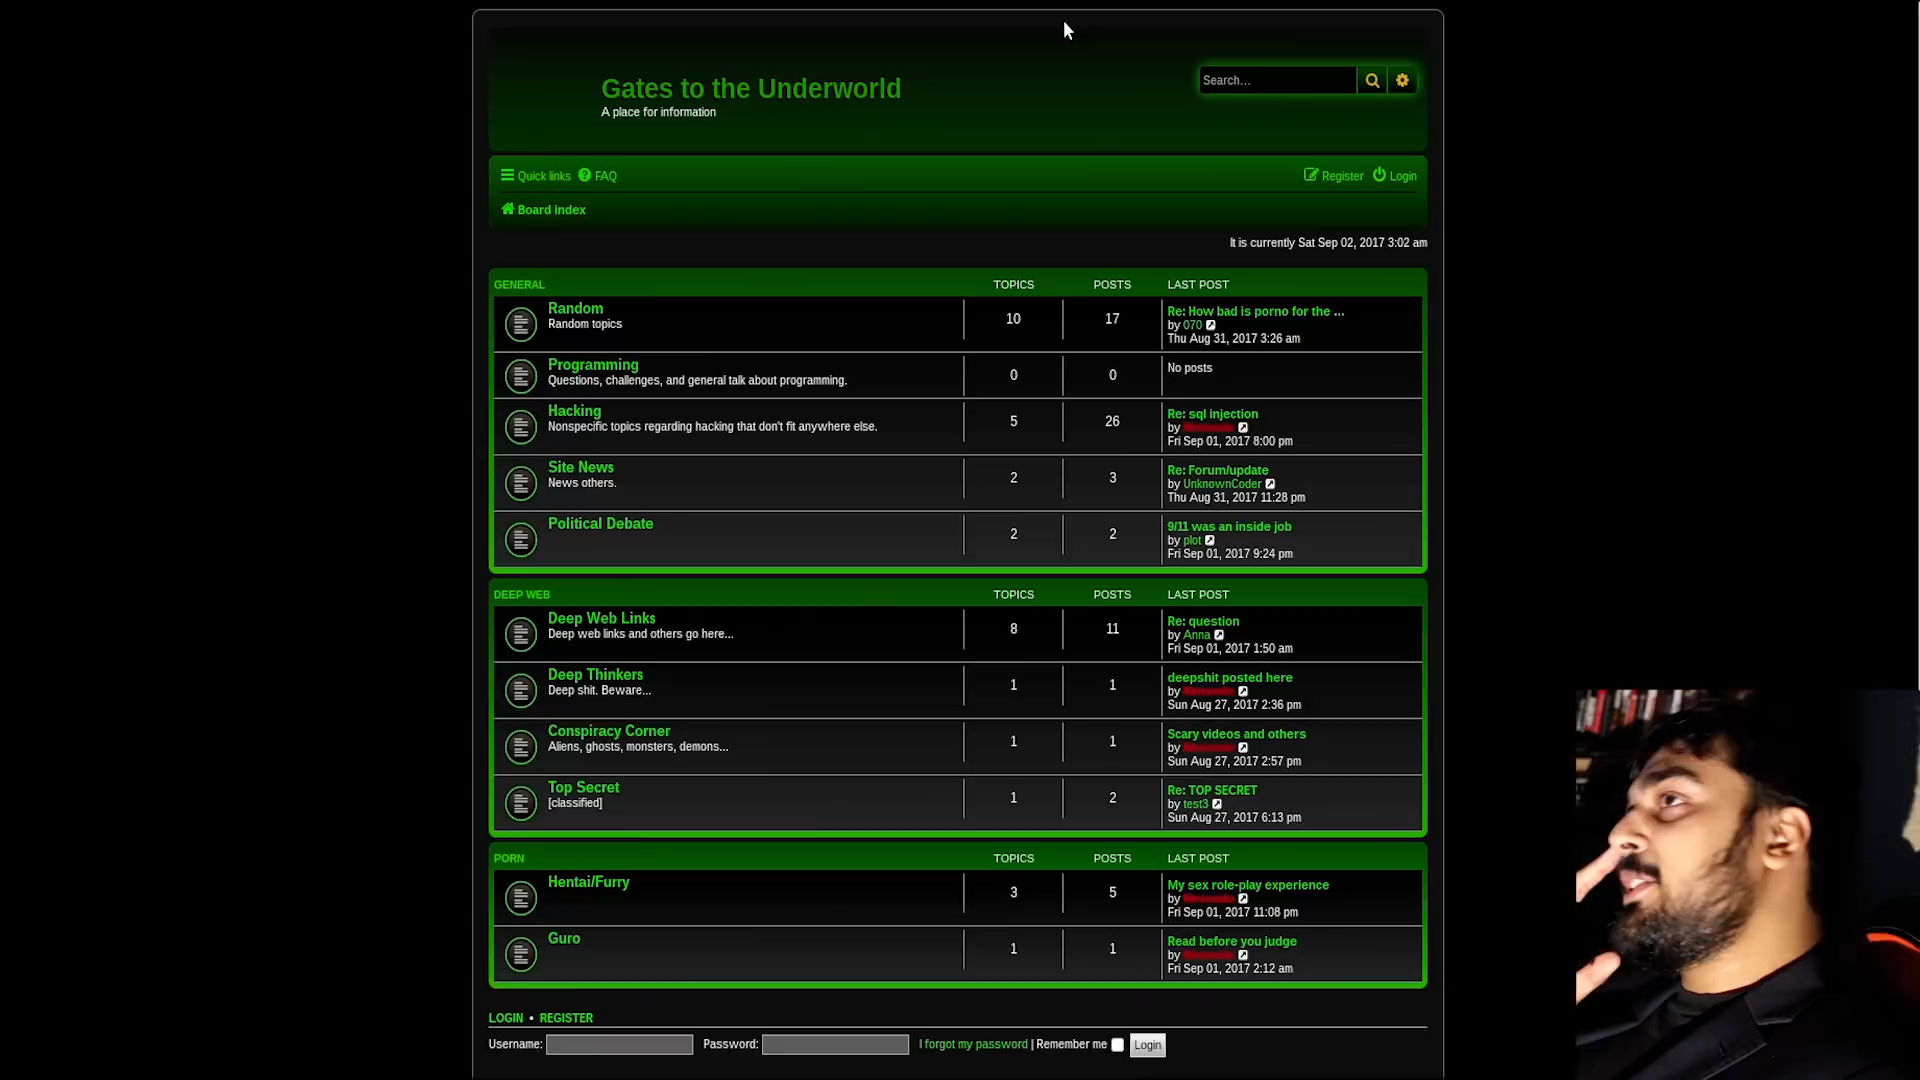 Gates to the Underworld
A place for information
Search…
Quick links FAQ
Register Login
Board index
It is currently Sat Sep 02, 2017 3:02 am
GENERAL TOPICS POSTS LAST POST
Random
Random topics
10 17
Re: How bad is porno for the …
by 070
Thu Aug 31, 2017 3:26 am
Programming
Questions, challenges, and general talk about programming.
0 0
No posts
Hacking
Nonspecific topics regarding hacking that don't fit anywhere else.
5 26
Re: sql injection
by
Fri Sep 01, 2017 8:00 pm
Site News
News others.
2 3
Re: Forum/update
by UnknownCoder
Thu Aug 31, 2017 11:28 pm
Political Debate
2 2
9/11 was an inside job
by plot
Fri Sep 01, 2017 9:24 pm
DEEP WEB TOPICS POSTS LAST POST
Deep Web Links
Deep web links and others go here...
8 11
Re: question
by Anna
Fri Sep 01, 2017 1:50 am
Deep Thinkers
Deep shit. Beware...
1 1
deepshit posted here
by
Sun Aug 27, 2017 2:36 pm
Conspiracy Corner
Aliens, ghosts, monsters, demons...
1 1
Scary videos and others
by
Sun Aug 27, 2017 2:57 pm
Top Secret
[classified]
1 2
Re: TOP SECRET
by test3
Sun Aug 27, 2017 6:13 pm
PORN TOPICS POSTS LAST POST
Hentai/Furry
3 5
My sex role-play experience
by
Fri Sep 01, 2017 11:08 pm
Guro
1 1
Read before you judge
by
Fri Sep 01, 2017 2:12 am
LOGIN • REGISTER
Username: Password: I forgot my password | Remember me Login